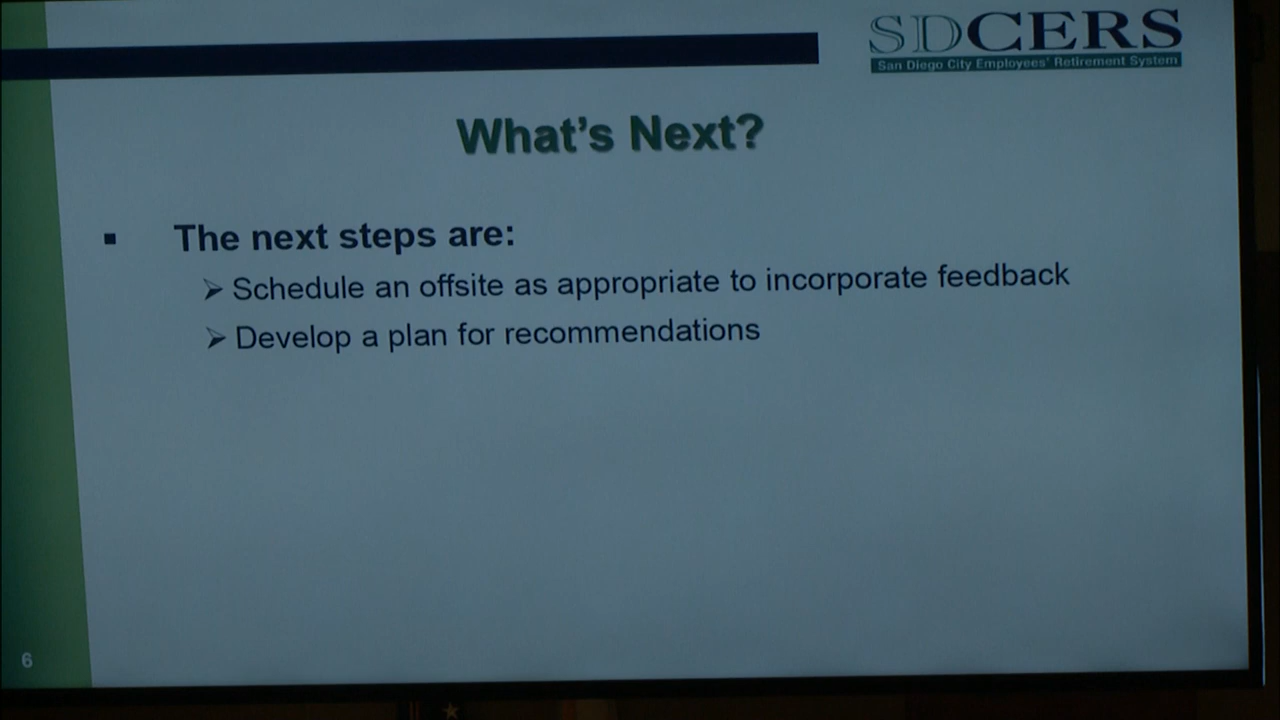 SDCERS
San Diego City Employees' Retirement System
What's Next?
The next steps are:
Schedule an offsite as appropriate to incorporate feedback
Develop a plan for recommendations
6